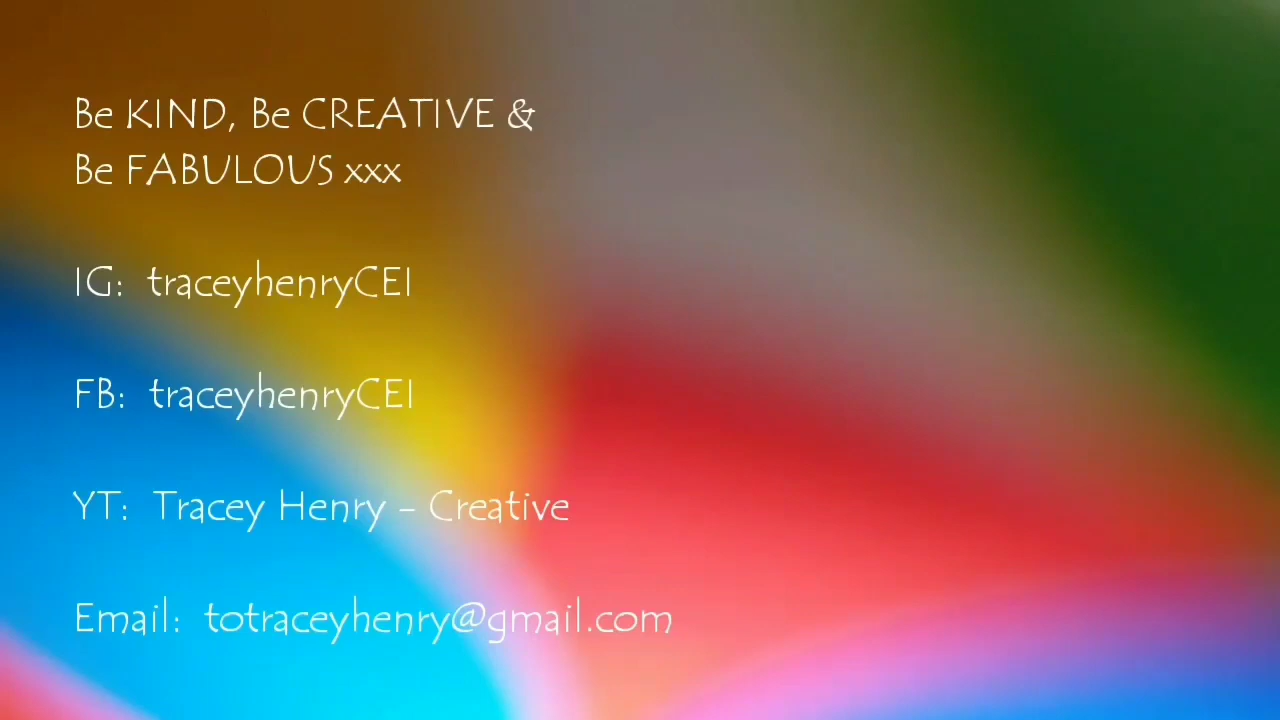 Be KIND, Be CREATIVE &
Be FABULOUS xxx
IG: traceyhenryCEI
FB: traceyhenryCEI
YT: Tracey Henry - Creative
Email: totraceyhenry@gmail.com